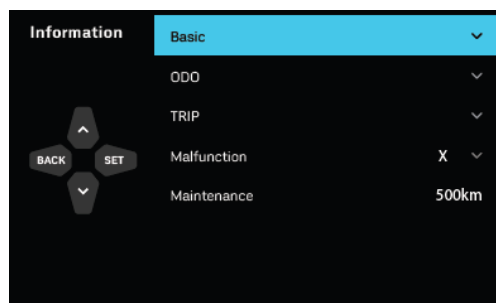 Information
Basic
ODO
TRIP
BACK SET
Malfunction X
Maintenance 500km